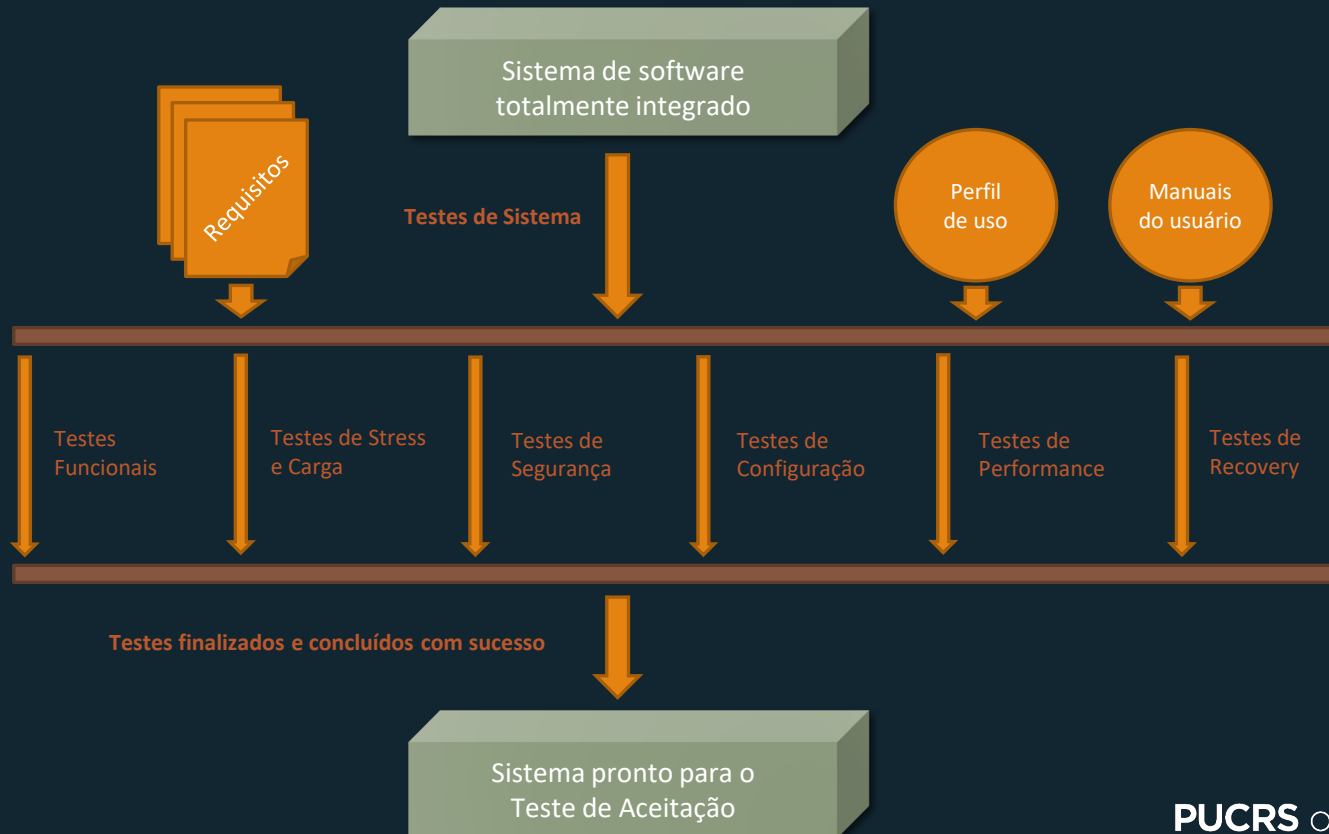 Sistema de software
totalmente integrado
Requisitos
Testes de Sistema
Perfil
de uso
Manuais
do usuário
Testes
Funcionais
Testes de Stress
e Carga
Testes de
Segurança
Testes de
Configuração
Testes de
Performance
Testes de
Recovery
Testes finalizados e concluídos com sucesso
Sistema pronto para o
Teste de Aceitação
PUCRS